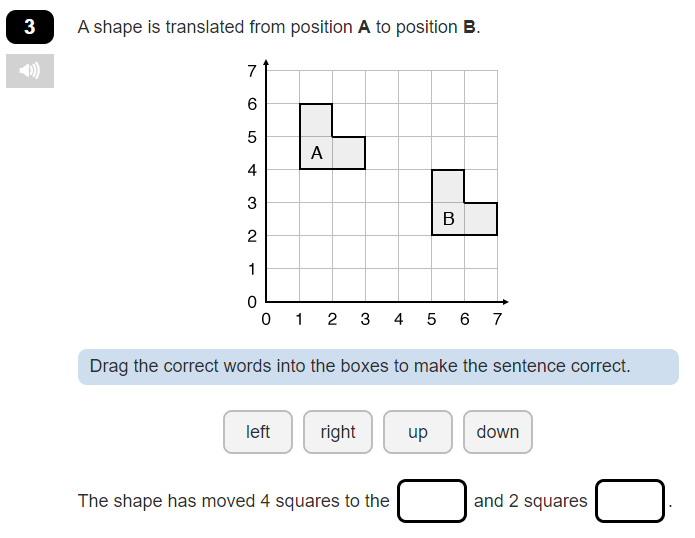 3
A shape is translated from position A to position B.
7
6
5
4
3
2
1
0
A
B
0 1 2 3 4 5 6 7
Drag the correct words into the boxes to make the sentence correct.
left right up down
The shape has moved 4 squares to the and 2 squares .